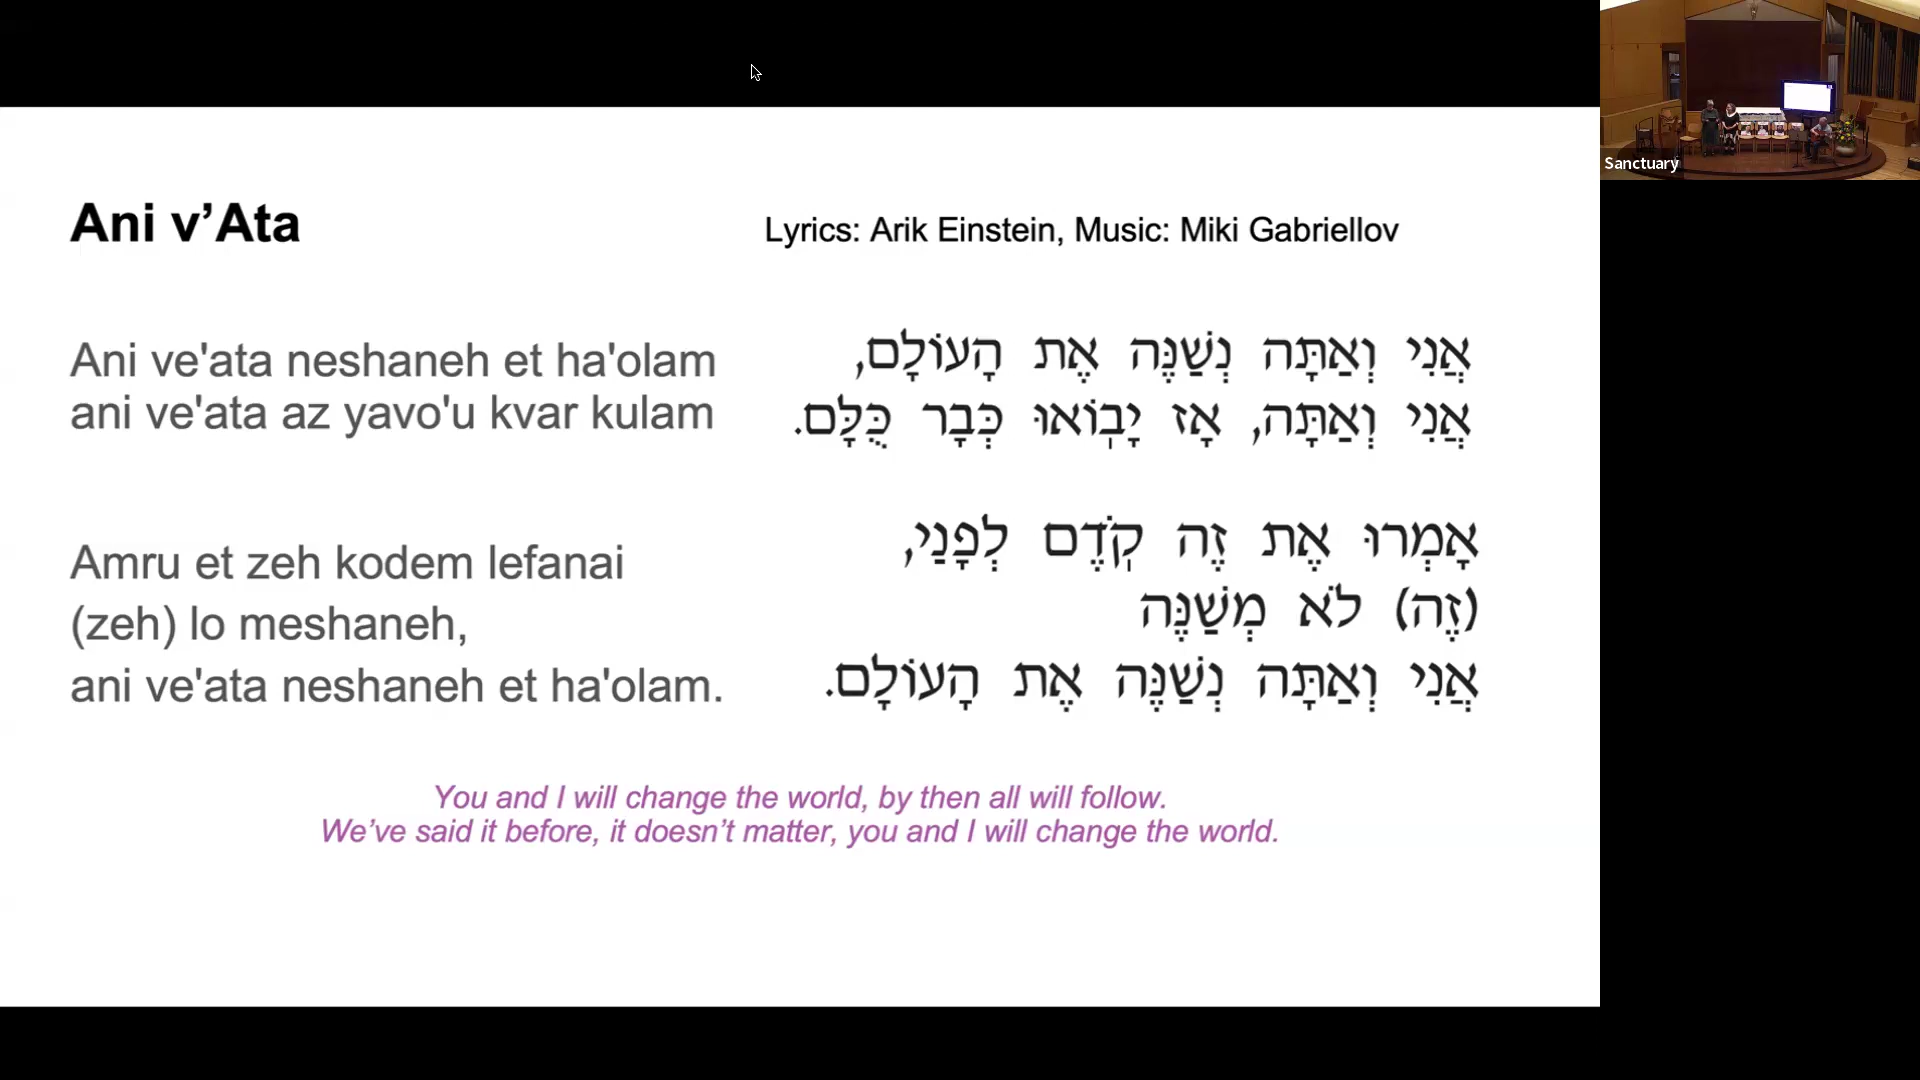 Ani v’Ata
Lyrics: Arik Einstein, Music: Miki Gabriellov
Ani ve'ata neshaneh et ha'olam
ani ve'ata az yavo'u kvar kulam
Amru et zeh kodem lefanai
(zeh) lo meshaneh,
ani ve'ata neshaneh et ha'olam.
אֲנִי וְאַתָּה נְשַׁנֶּה אֶת הָעוֹלָם,
אֲנִי וְאַתָּה, אָז יָבְוֹאוּ כְּבָר כֻּלָּם.
אָמְרוּ אֶת זֶה קְֹדֶם לְפָנַי,
(זֶה) לֹא מְשַׁנֶּה
אֲנִי וְאַתָּה נְשַׁנֶּה אֶת הָעוֹלָם.
You and I will change the world, by then all will follow.
We’ve said it before, it doesn’t matter, you and I will change the world.
Sanctuary